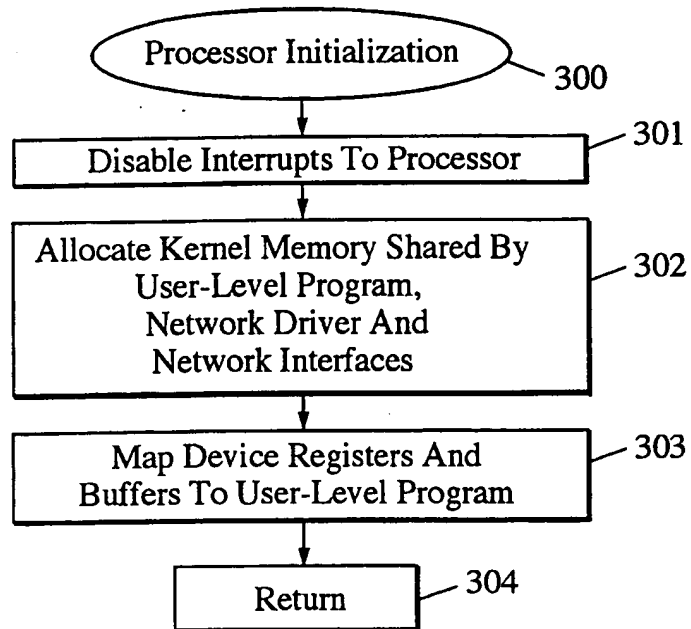 Processor Initialization
300
Disable Interrupts To Processor
301
Allocate Kernel Memory Shared By
User-Level Program,
Network Driver And
Network Interfaces
302
Map Device Registers And
Buffers To User-Level Program
303
Return
304